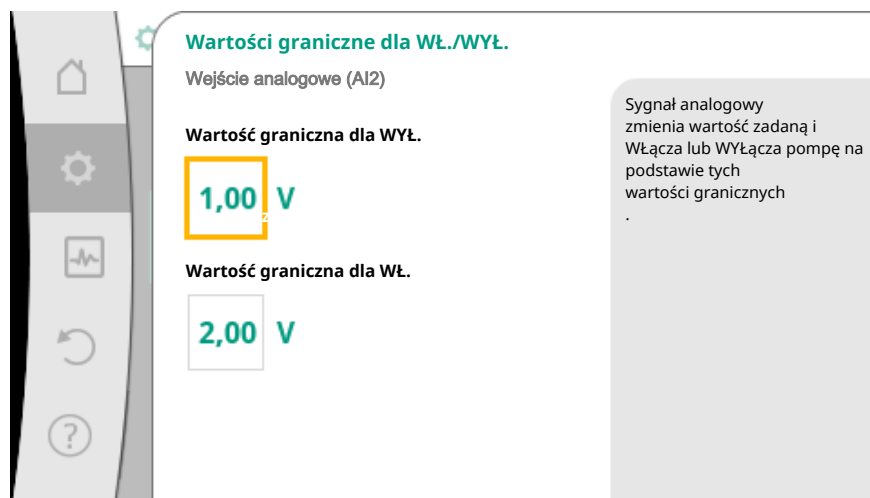 Wartości graniczne dla WŁ./WYŁ.
Wejście analogowe (AI2)
Wartość graniczna dla WYŁ.
1,00 V
z
Wartość graniczna dla WŁ.
2,00 V
Sygnał analogowy
zmienia wartość zadaną i
WŁącza lub WYŁącza pompę na
podstawie tych
wartości granicznych
.
?